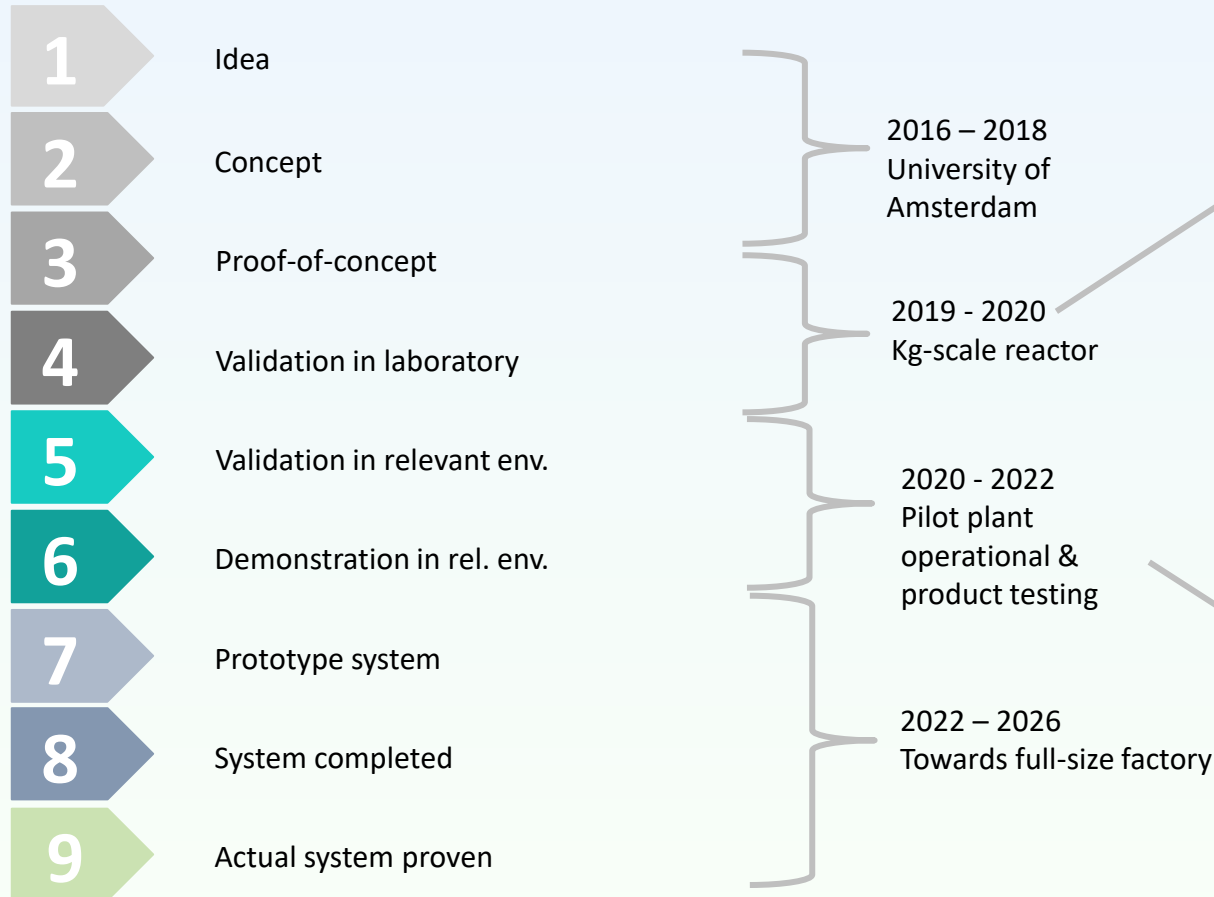 1
Idea
2
Concept
3
Proof-of-concept
4
Validation in laboratory
5
Validation in relevant env.
6
Demonstration in rel. env.
7
Prototype system
8
System completed
9
Actual system proven
2016 – 2018
University of
Amsterdam
2019 - 2020
Kg-scale reactor
2020 - 2022
Pilot plant
operational &
product testing
2022 – 2026
Towards full-size factory